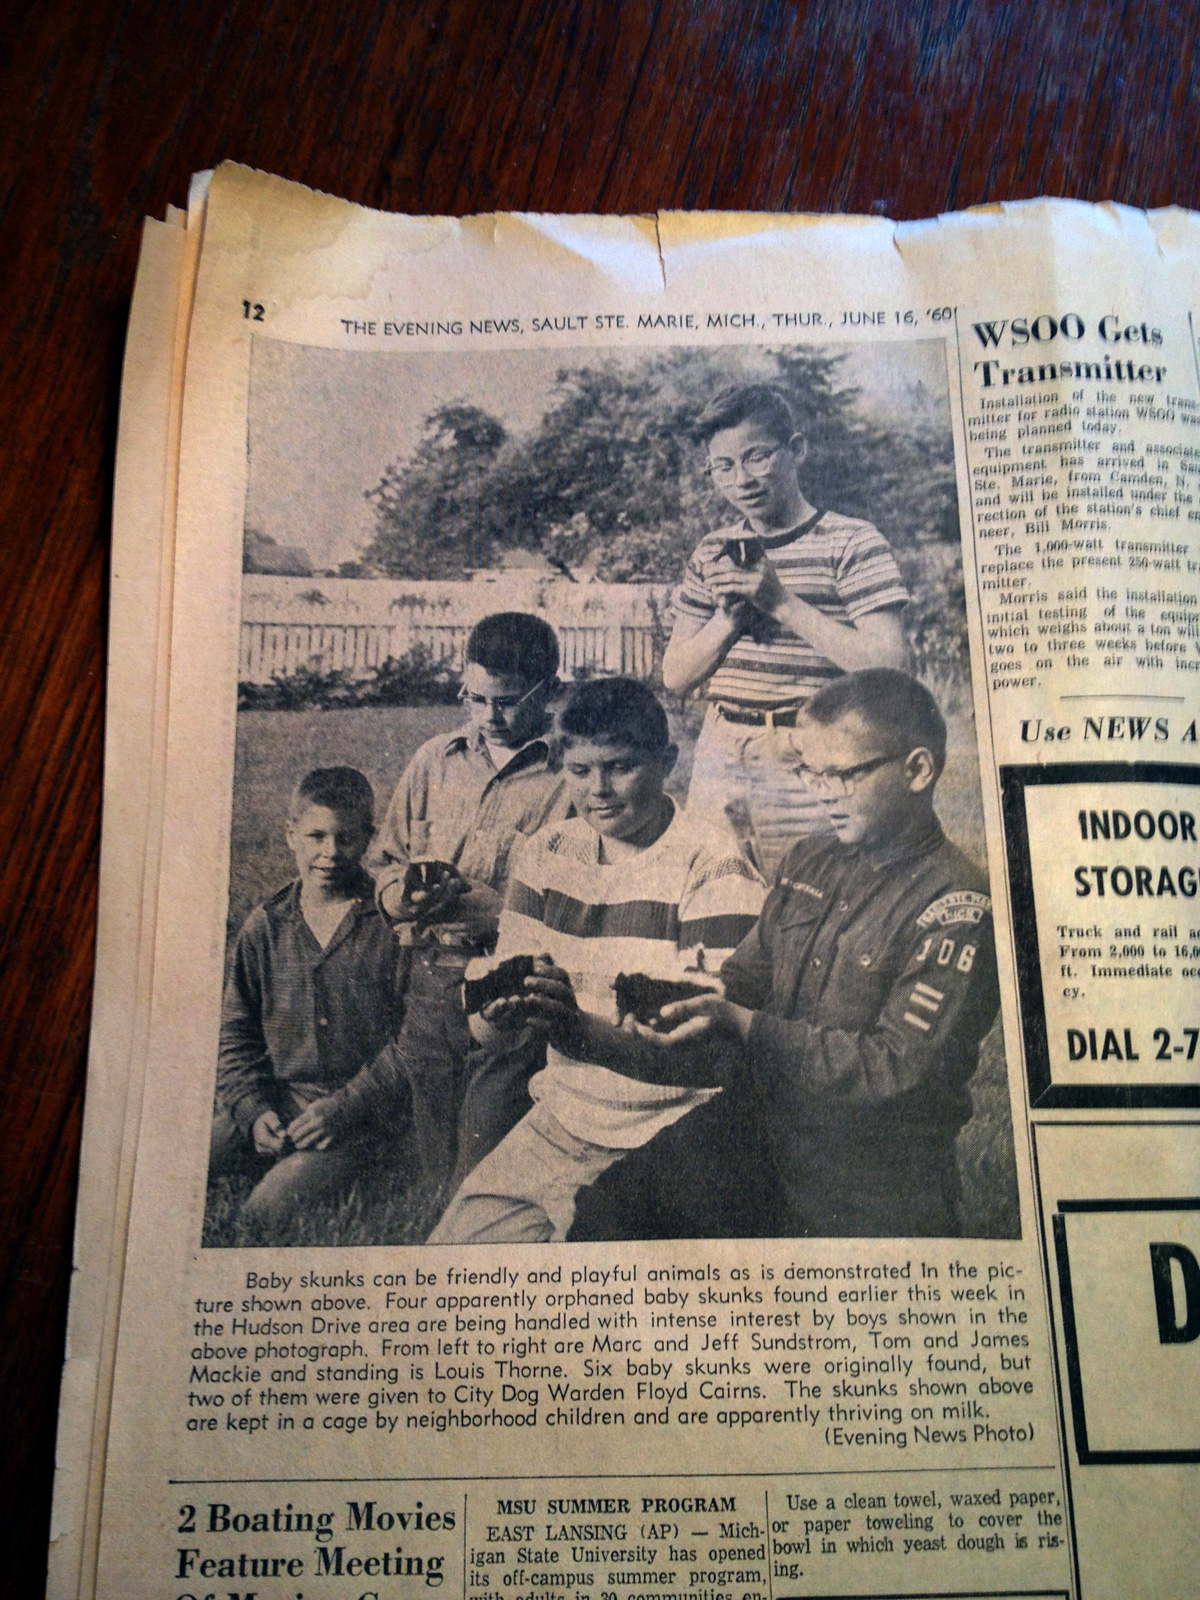 12
THE EVENING NEWS, SAULT STE. MARIE, MICH., THUR., JUNE 16, '60
106
Baby skunks can be friendly and playful animals as is demonstrated in the pic-
ture shown above. Four apparently orphaned baby skunks found earlier this week in
the Hudson Drive area are being handled with intense interest by boys shown in the
above photograph. From left to right are Marc and Jeff Sundstrom, Tom and James
Mackie and standing is Louis Thorne. Six baby skunks were originally found, but
two of them were given to City Dog Warden Floyd Cairns. The skunks shown above
are kept in a cage by neighborhood children and are apparently thriving on milk.
(Evening News Photo)
2 Boating Movies
Feature Meeting
MSU SUMMER PROGRAM
EAST LANSING (AP) — Mich-
igan State University has opened
its off-campus summer program,
with adults in 30 communities en-
Use a clean towel, waxed paper,
or paper toweling to cover the
bowl in which yeast dough is ris-
ing.
WSOO Gets
Transmitter
Installation of the new trans-
mitter for radio station WSOO was
being planned today.
The transmitter and associate
equipment has arrived in
Ste. Marie, from Camden, N.
and will be installed under the
rection of the station's chief en
neer, Bill Morris.
The 1,000-watt transmitter
replace the present 250-watt
mitter.
Morris said the installation
initial testing of the equip
which weighs about a ton will
two to three weeks before
goes on the air with incr
power.
Use NEWS A
INDOOR
STORAG
Truck and rail
From 2,000 to 16,0
ft. Immediate oc
cy.
DIAL 2-7
D